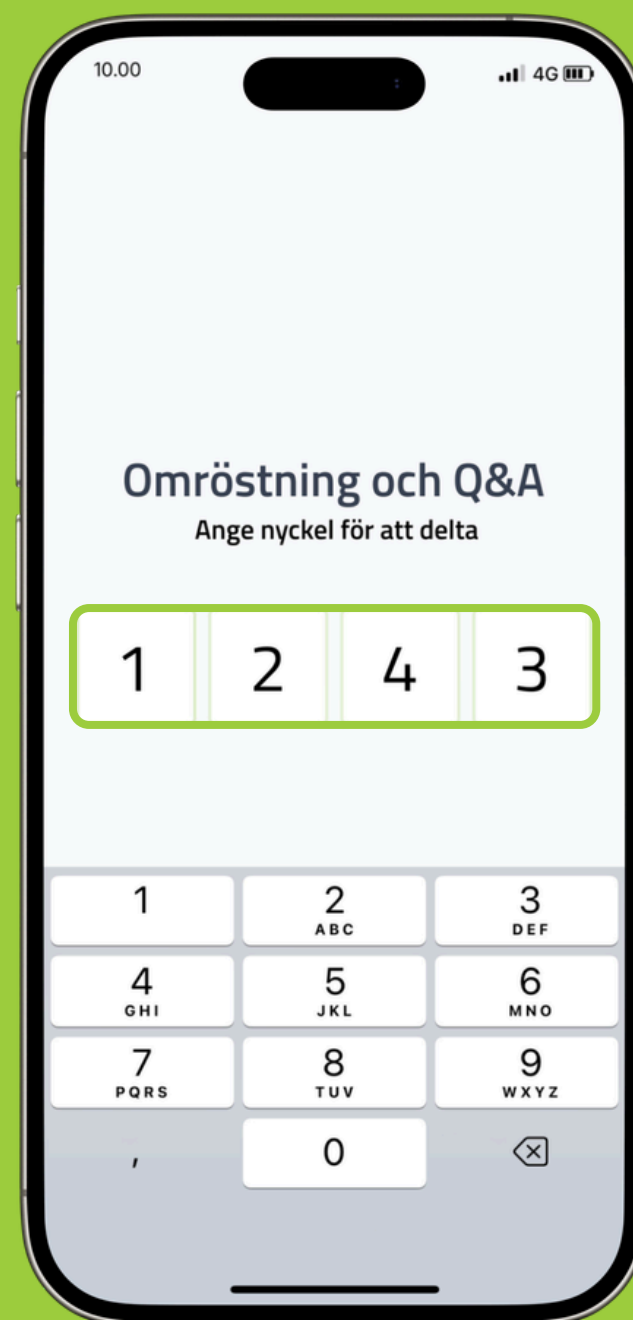 10.00 4G
Omröstning och Q&A
Ange nyckel för att delta
1 2 4 3
1 2 3
ABC DEF
4 5 6
GHI JKL MNO
7 8 9
PQRS TUV WXYZ
, 0